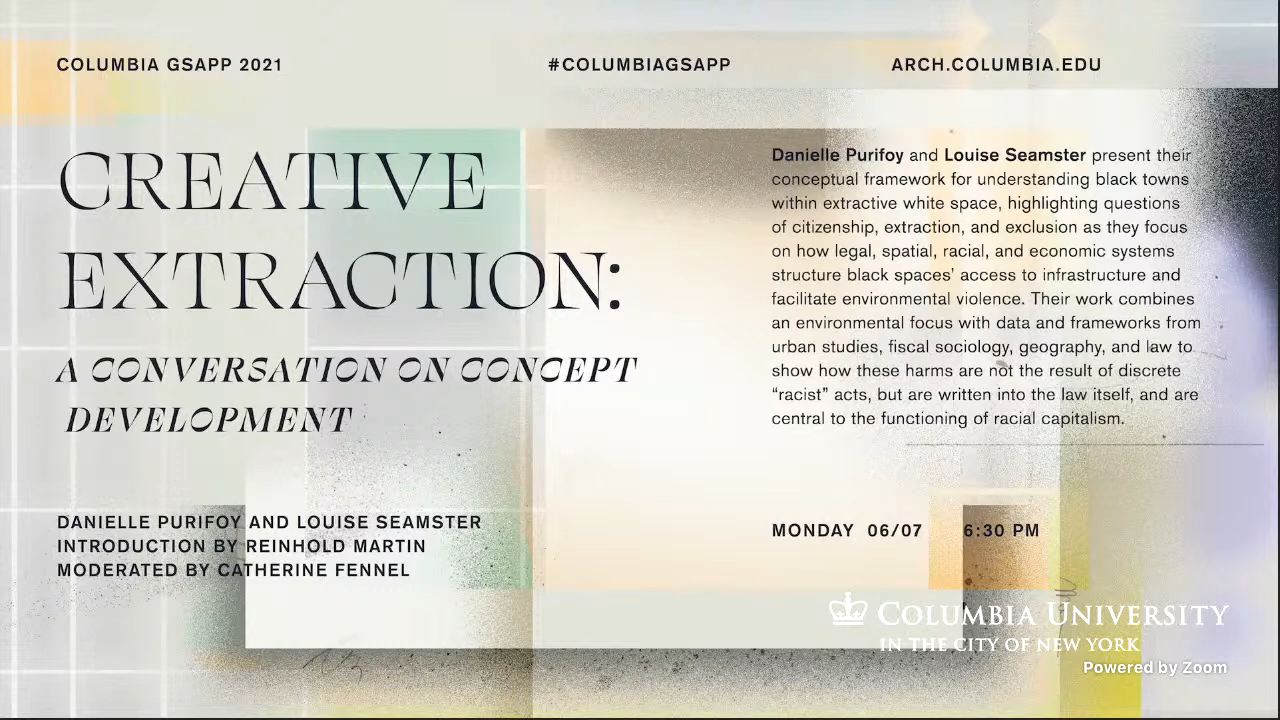 COLUMBIA GSAPP 2021
#COLUMBIAGSAPP
ARCH.COLUMBIA.EDU
CREATIVE
EXTRACTION:
A CONVERSATION ON CONCEPT
DEVELOPMENT
DANIELLE PURIFOY AND LOUISE SEAMSTER
INTRODUCTION BY REINHOLD MARTIN
MODERATED BY CATHERINE FENNEL
Danielle Purifoy and Louise Seamster present their
conceptual framework for understanding black towns
within extractive white space, highlighting questions
of citizenship, extraction, and exclusion as they focus
on how legal, spatial, racial, and economic systems
structure black spaces’ access to infrastructure and
facilitate environmental violence. Their work combines
an environmental focus with data and frameworks from
urban studies, fiscal sociology, geography, and law to
show how these harms are not the result of discrete
“racist” acts, but are written into the law itself, and are
central to the functioning of racial capitalism.
MONDAY 06/07 6:30 PM
COLUMBIA UNIVERSITY
IN THE CITY OF NEW YORK
Powered by Zoom